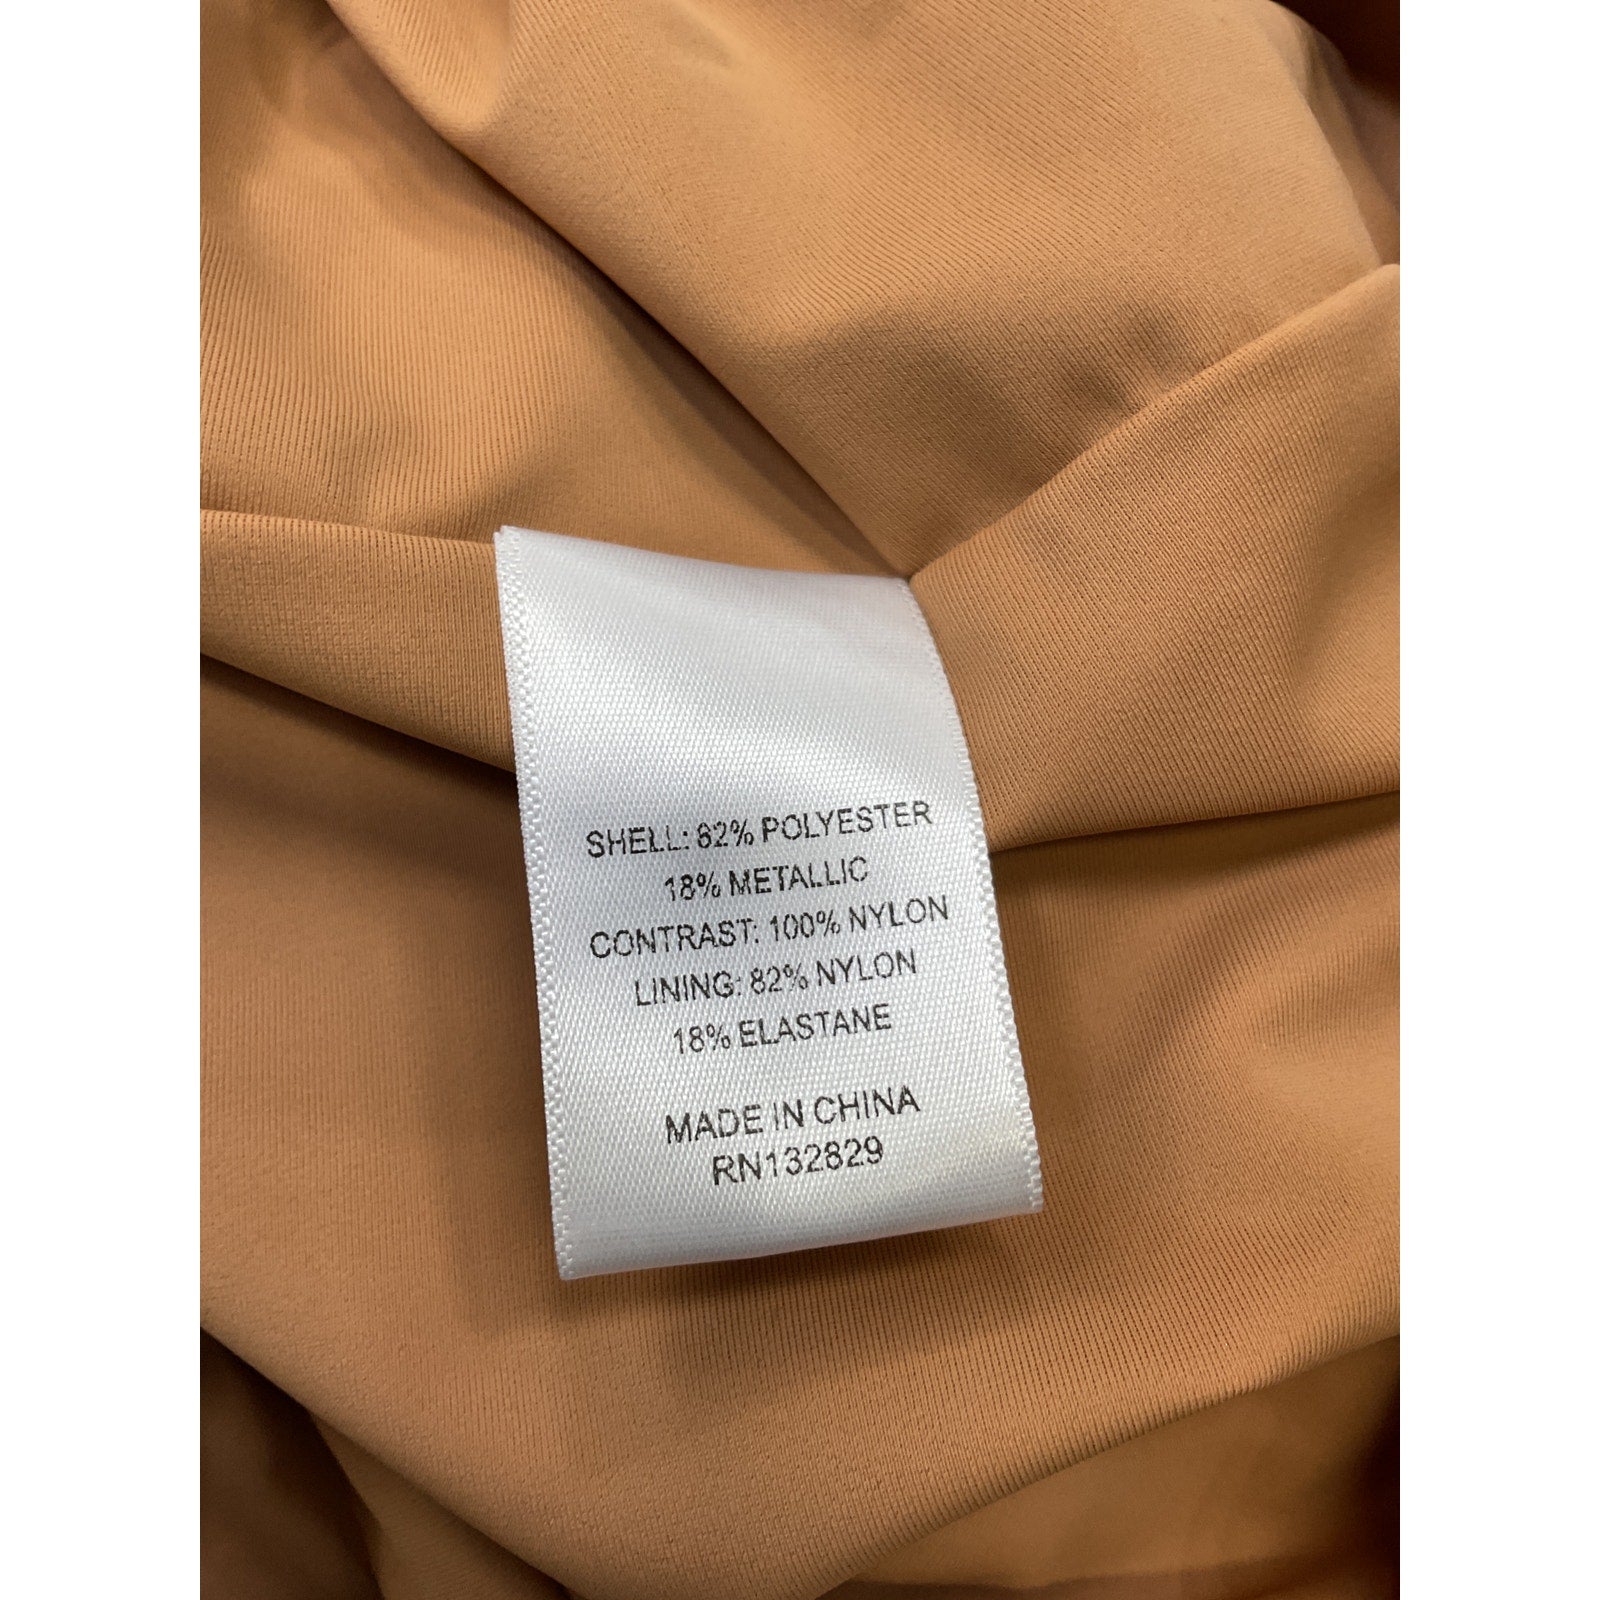 SHELL: 82% POLYESTER
18% METALLIC
CONTRAST: 100% NYLON
LINING: 82% NYLON
18% ELASTANE
MADE IN CHINA
RN132829